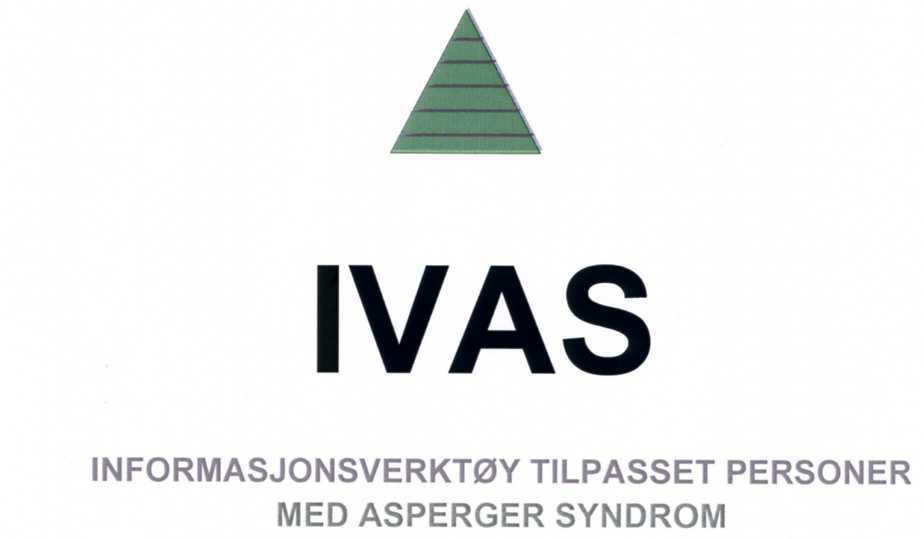 IVAS
INFORMASJONSVERKTØY TILPASSET PERSONER
MED ASPERGER SYNDROM